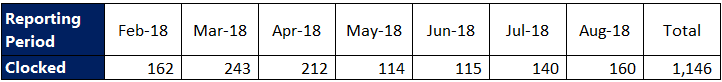 Reporting Period Feb-18 Mar-18 Apr-18 May-18 Jun-18 Jul-18 Aug-18 Total
Clocked 162 243 212 114 115 140 160 1,146